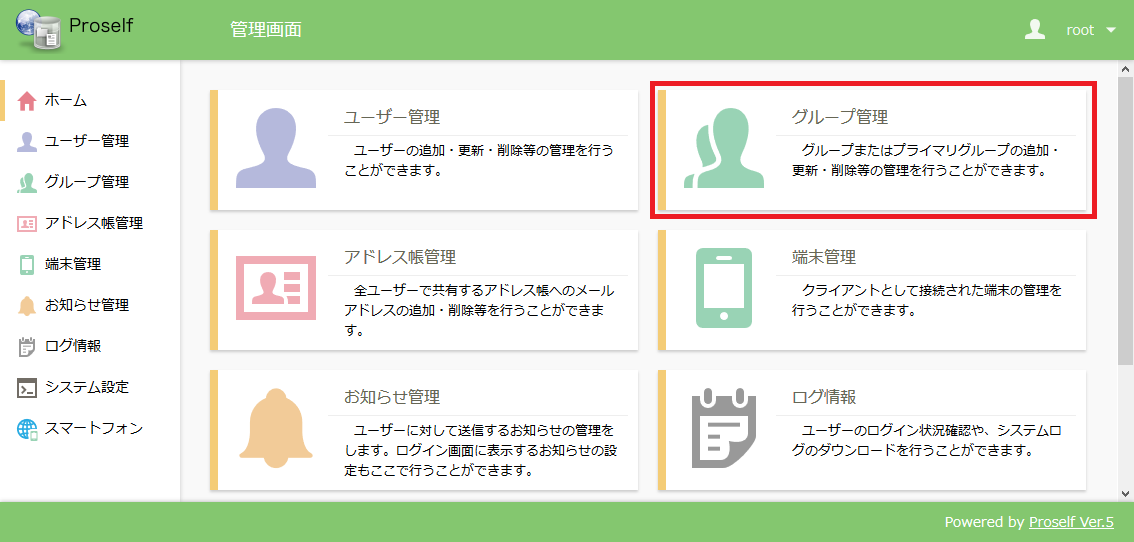 Proself
管理画面
root
ホーム
ユーザー管理
グループ管理
アドレス帳管理
端末管理
お知らせ管理
ログ情報
システム設定
スマートフォン
ユーザー管理
ユーザーの追加・更新・削除等の管理を行う
ことができます。
グループ管理
グループまたはプライマリグループの追加・
更新・削除等の管理を行うことができます。
アドレス帳管理
全ユーザーで共有するアドレス帳へのメール
アドレスの追加・削除等を行うことができま
す。
端末管理
クライアントとして接続された端末の管理を
行うことができます。
お知らせ管理
ユーザーに対して送信するお知らせの管理を
します。ログイン画面に表示するお知らせの設
定もここで行うことができます。
ログ情報
ユーザーのログイン状況確認や、システムロ
グのダウンロードを行うことができます。
Powered by Proself Ver.5